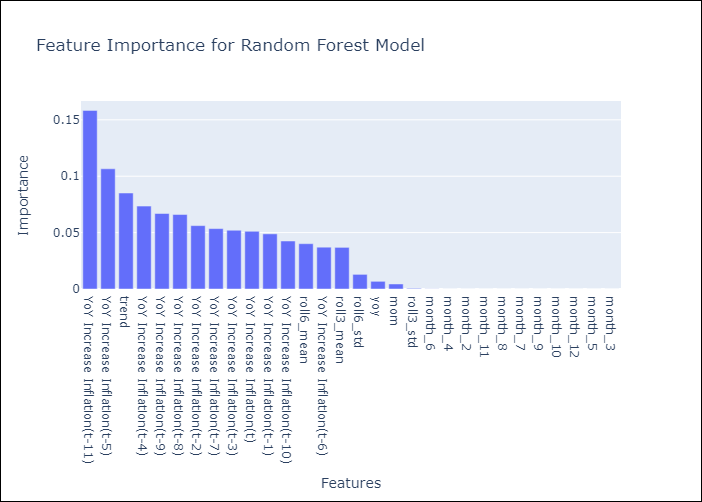 Feature Importance for Random Forest Model
Importance
0.15
0.1
0.05
0
YoY Increase Inflation(t-11)
YoY Increase Inflation(t-5)
trend
YoY Increase Inflation(t-4)
YoY Increase Inflation(t-9)
YoY Increase Inflation(t-8)
YoY Increase Inflation(t-2)
YoY Increase Inflation(t-7)
YoY Increase Inflation(t-3)
YoY Increase Inflation(t)
YoY Increase Inflation(t-1)
YoY Increase Inflation(t-10)
roll6_mean
YoY Increase Inflation(t-6)
roll3_mean
roll6_std
yoy
mom
roll3_std
month_6
month_4
month_2
month_11
month_8
month_7
month_9
month_10
month_12
month_5
month_3
Features